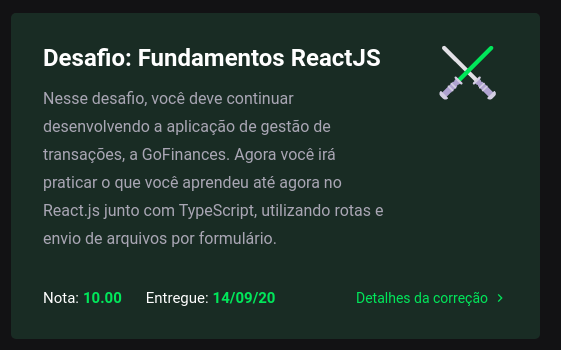 Desafio: Fundamentos ReactJS
Nesse desafio, você deve continuar
desenvolvendo a aplicação de gestão de
transações, a GoFinances. Agora você irá
praticar o que você aprendeu até agora no
React.js junto com TypeScript, utilizando rotas e
envio de arquivos por formulário.
Nota: 10.00 Entregue: 14/09/20 Detalhes da correção